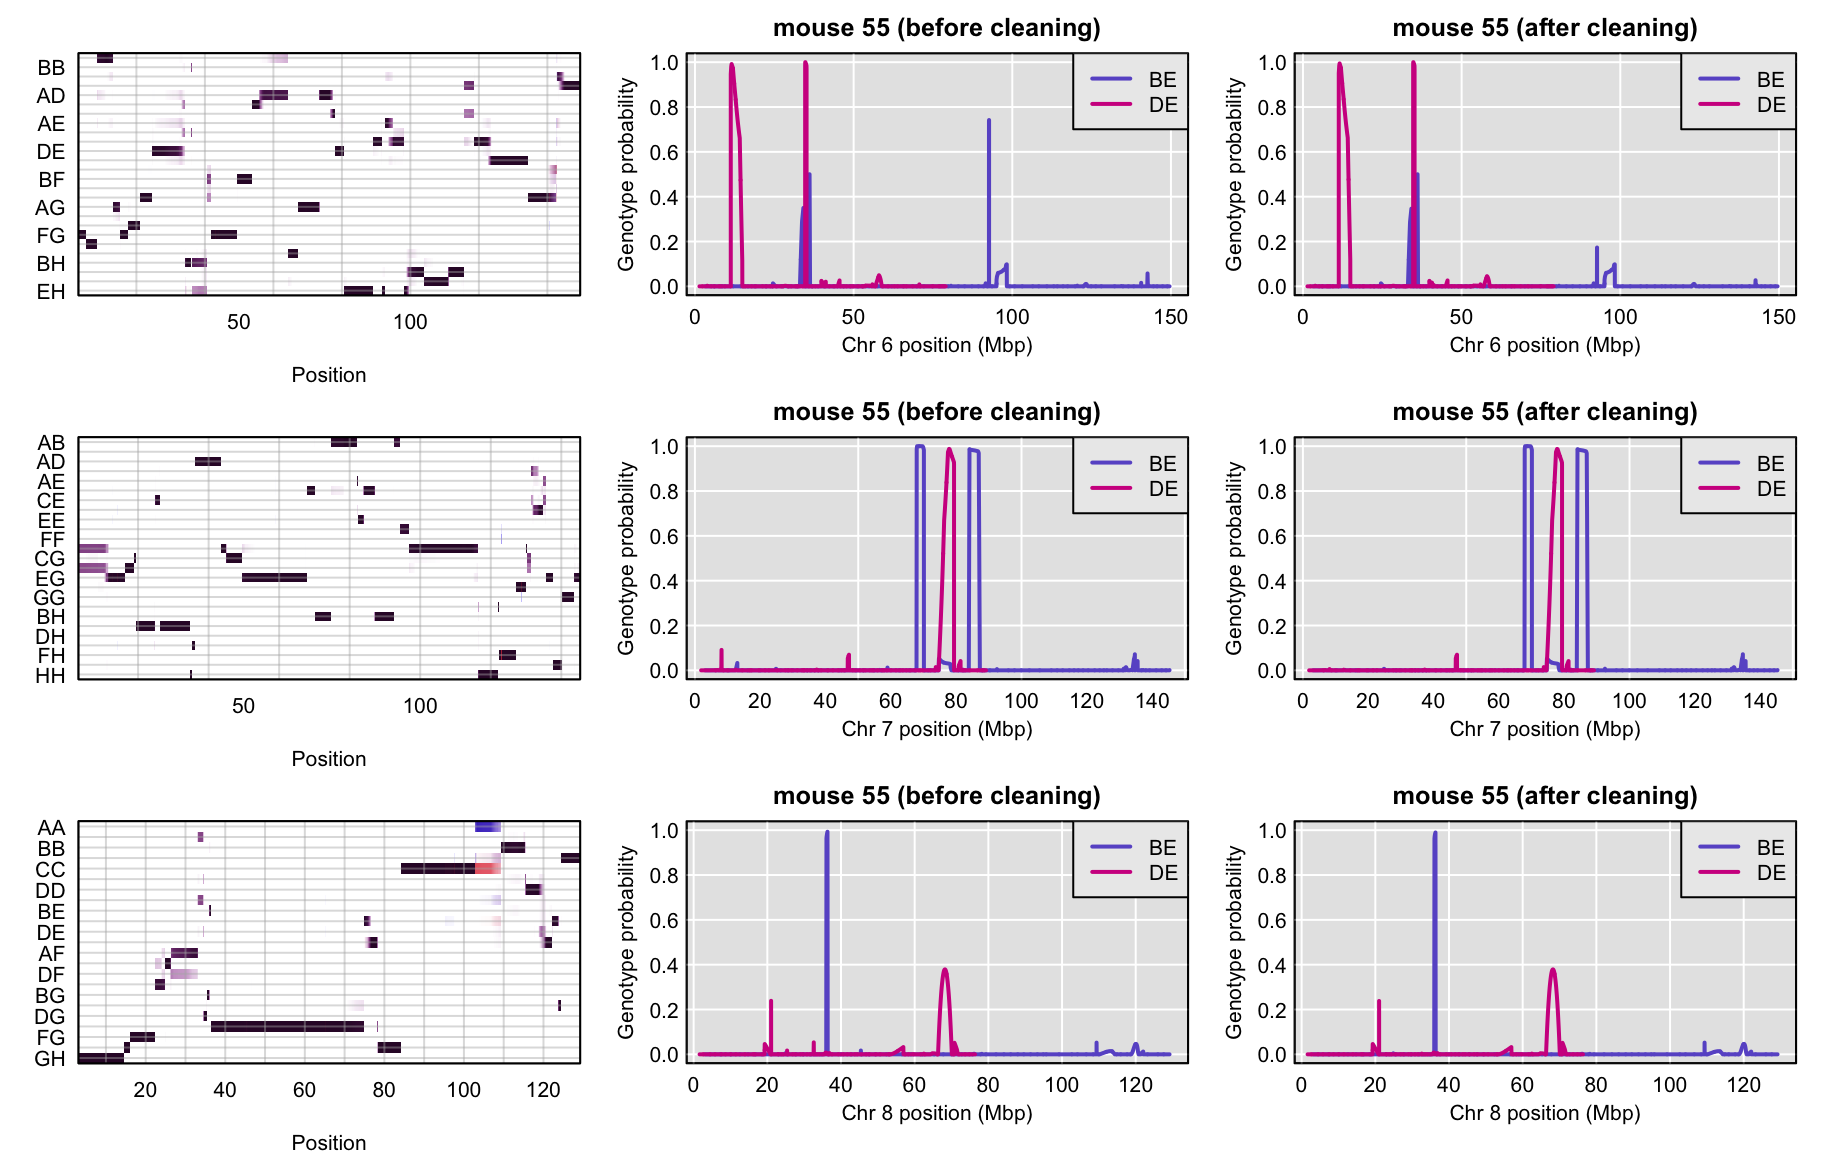 BB
AD
AE
DE
BF
AG
FG
BH
EH
50 100
Position
mouse 55 (before cleaning)
Genotype probability
1.0
0.8
0.6
0.4
0.2
0.0
BE
DE
0 50 100 150
Chr 6 position (Mbp)
mouse 55 (after cleaning)
Genotype probability
1.0
0.8
0.6
0.4
0.2
0.0
BE
DE
0 50 100 150
Chr 6 position (Mbp)
AB
AD
AE
CE
EE
FF
CG
EG
GG
BH
DH
FH
HH
50 100
Position
mouse 55 (before cleaning)
Genotype probability
1.0
0.8
0.6
0.4
0.2
0.0
BE
DE
0 20 40 60 80 100 120 140
Chr 7 position (Mbp)
mouse 55 (after cleaning)
Genotype probability
1.0
0.8
0.6
0.4
0.2
0.0
BE
DE
0 20 40 60 80 100 120 140
Chr 7 position (Mbp)
AA
BB
CC
DD
BE
DE
AF
DF
BG
DG
FG
GH
20 40 60 80 100 120
Position
mouse 55 (before cleaning)
Genotype probability
1.0
0.8
0.6
0.4
0.2
0.0
BE
DE
0 20 40 60 80 100 120
Chr 8 position (Mbp)
mouse 55 (after cleaning)
Genotype probability
1.0
0.8
0.6
0.4
0.2
0.0
BE
DE
0 20 40 60 80 100 120
Chr 8 position (Mbp)